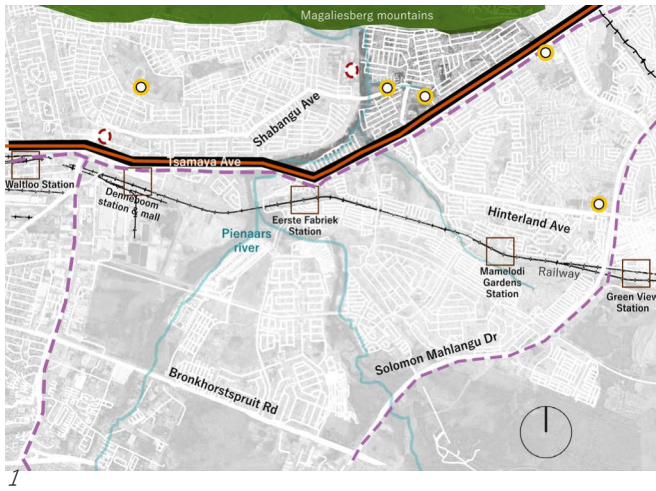 Magaliesberg mountains
Shabangu Ave
Tsamaya Ave
Waltloo Station
Denneboom
station & mall
Eerste Fabriek
Station
Pienaars
river
Hinterland Ave
Mamelodi
Gardens
Station
Railway
Green View
Station
Solomon Mahlangu Dr
Bronkhorstspruit Rd
1